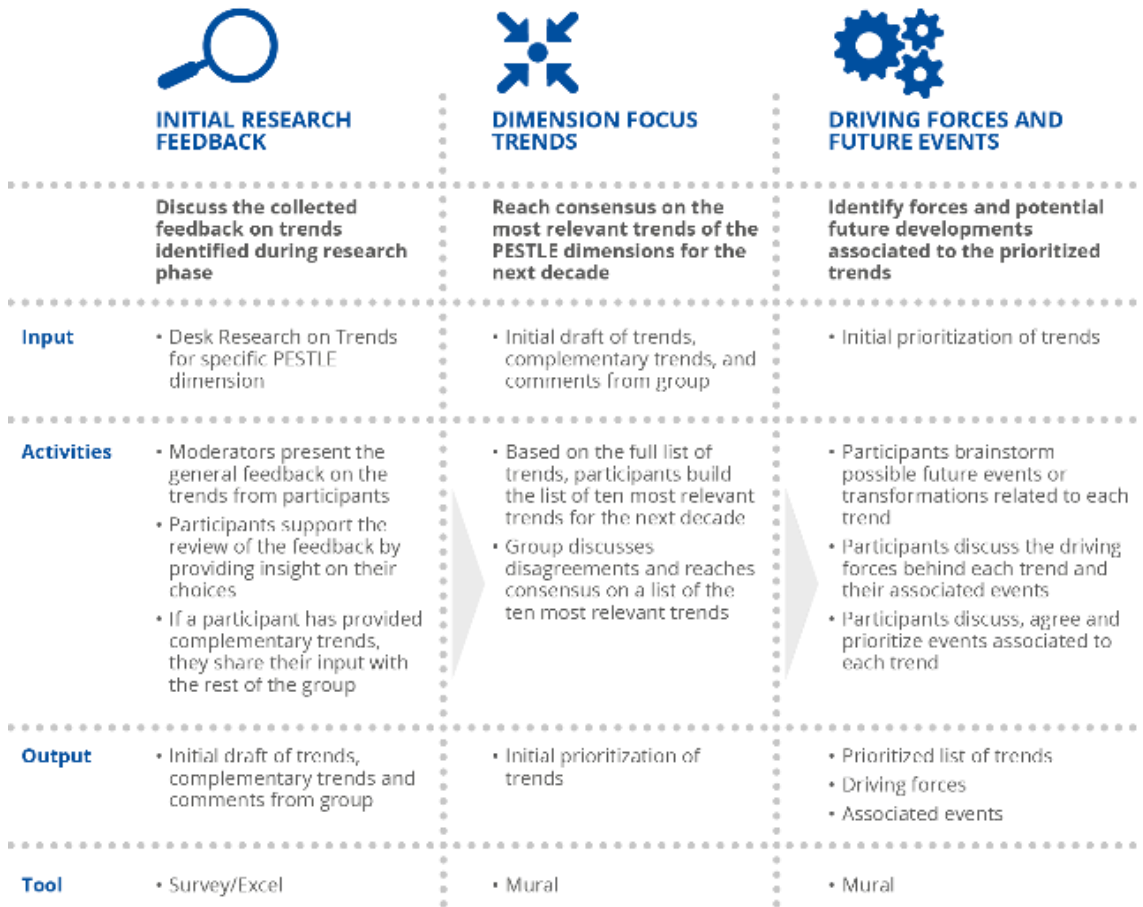 INITIAL RESEARCH
FEEDBACK
DIMENSION FOCUS
TRENDS
DRIVING FORCES AND
FUTURE EVENTS
Discuss the collected
feedback on trends
identified during research
phase
Reach consensus on the
most relevant trends of the
PESTLE dimensions for the
next decade
Identify forces and potential
future developments
associated to the prioritized
trends
Input
• Desk Research on Trends
for specific PESTLE
dimension
• Initial draft of trends,
complementary trends, and
comments from group
• Initial prioritization of trends
Activities
• Moderators present the
general feedback on the
trends from participants
• Participants support the
review of the feedback by
providing insight on their
choices
• If a participant has provided
complementary trends,
they share their input with
the rest of the group
• Based on the full list of
trends, participants build
the list of ten most relevant
trends for the next decade
• Group discusses
disagreements and reaches
consensus on a list of the
ten most relevant trends
• Participants brainstorm
possible future events or
transformations related to each
trend
• Participants discuss the driving
forces behind each trend and
their associated events
• Participants discuss, agree and
prioritize events associated to
each trend
Output
• Initial draft of trends,
complementary trends and
comments from group
• Initial prioritization of
trends
• Prioritized list of trends
• Driving forces
• Associated events
Tool
• Survey/Excel
• Mural
• Mural